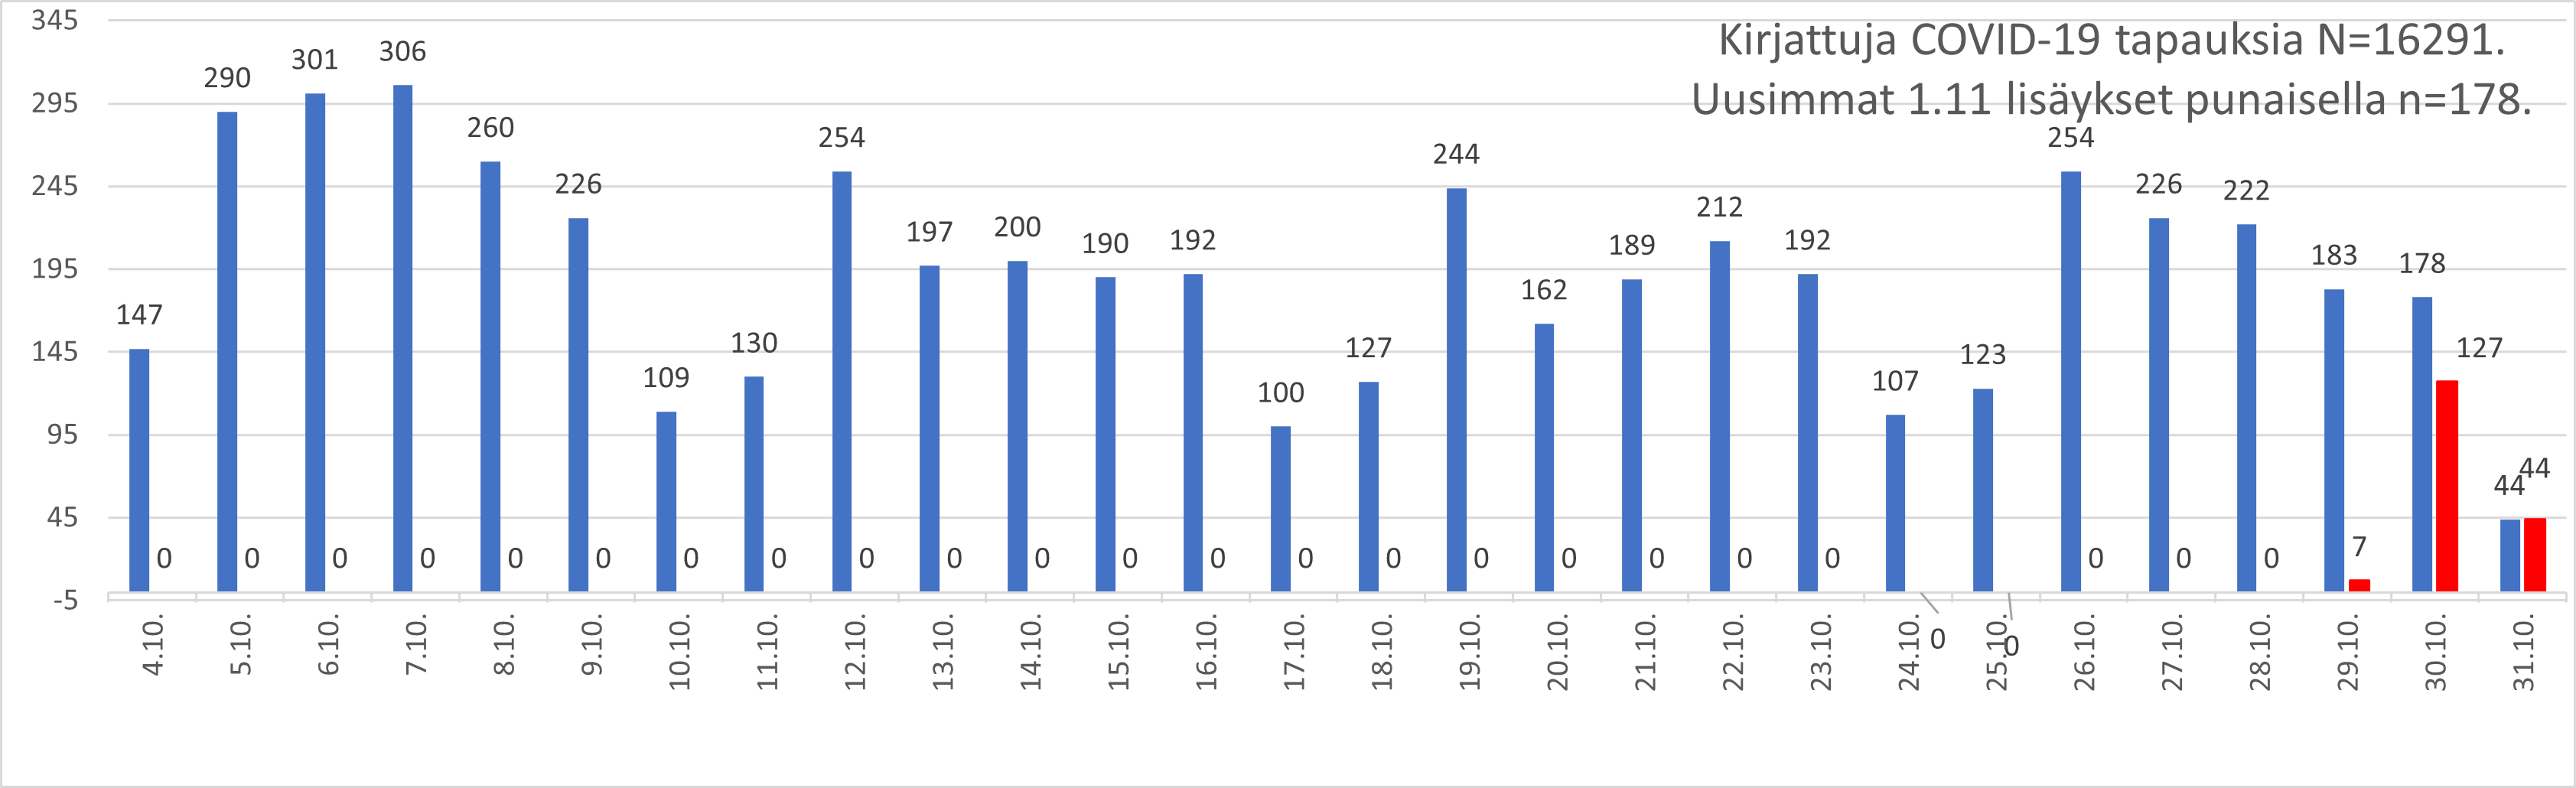 Kirjattuja COVID-19 tapauksia N=16291.
Uusimmat 1.11 lisäykset punaisella n=178.
345
295
245
195
145
95
45
-5
147 290 301 306 260 226 109 130 254 197 200 190 192 100 127 244 162 189 212 192 107 123 254 226 222 183 178 44
0 0 0 0 0 0 0 0 0 0 0 0 0 0 0 0 0 0 0 0 0 0 0 0 0 7 127 44
4.10. 5.10. 6.10. 7.10. 8.10. 9.10. 10.10. 11.10. 12.10. 13.10. 14.10. 15.10. 16.10. 17.10. 18.10. 19.10. 20.10. 21.10. 22.10. 23.10. 24.10. 25.10. 26.10. 27.10. 28.10. 29.10. 30.10. 31.10.